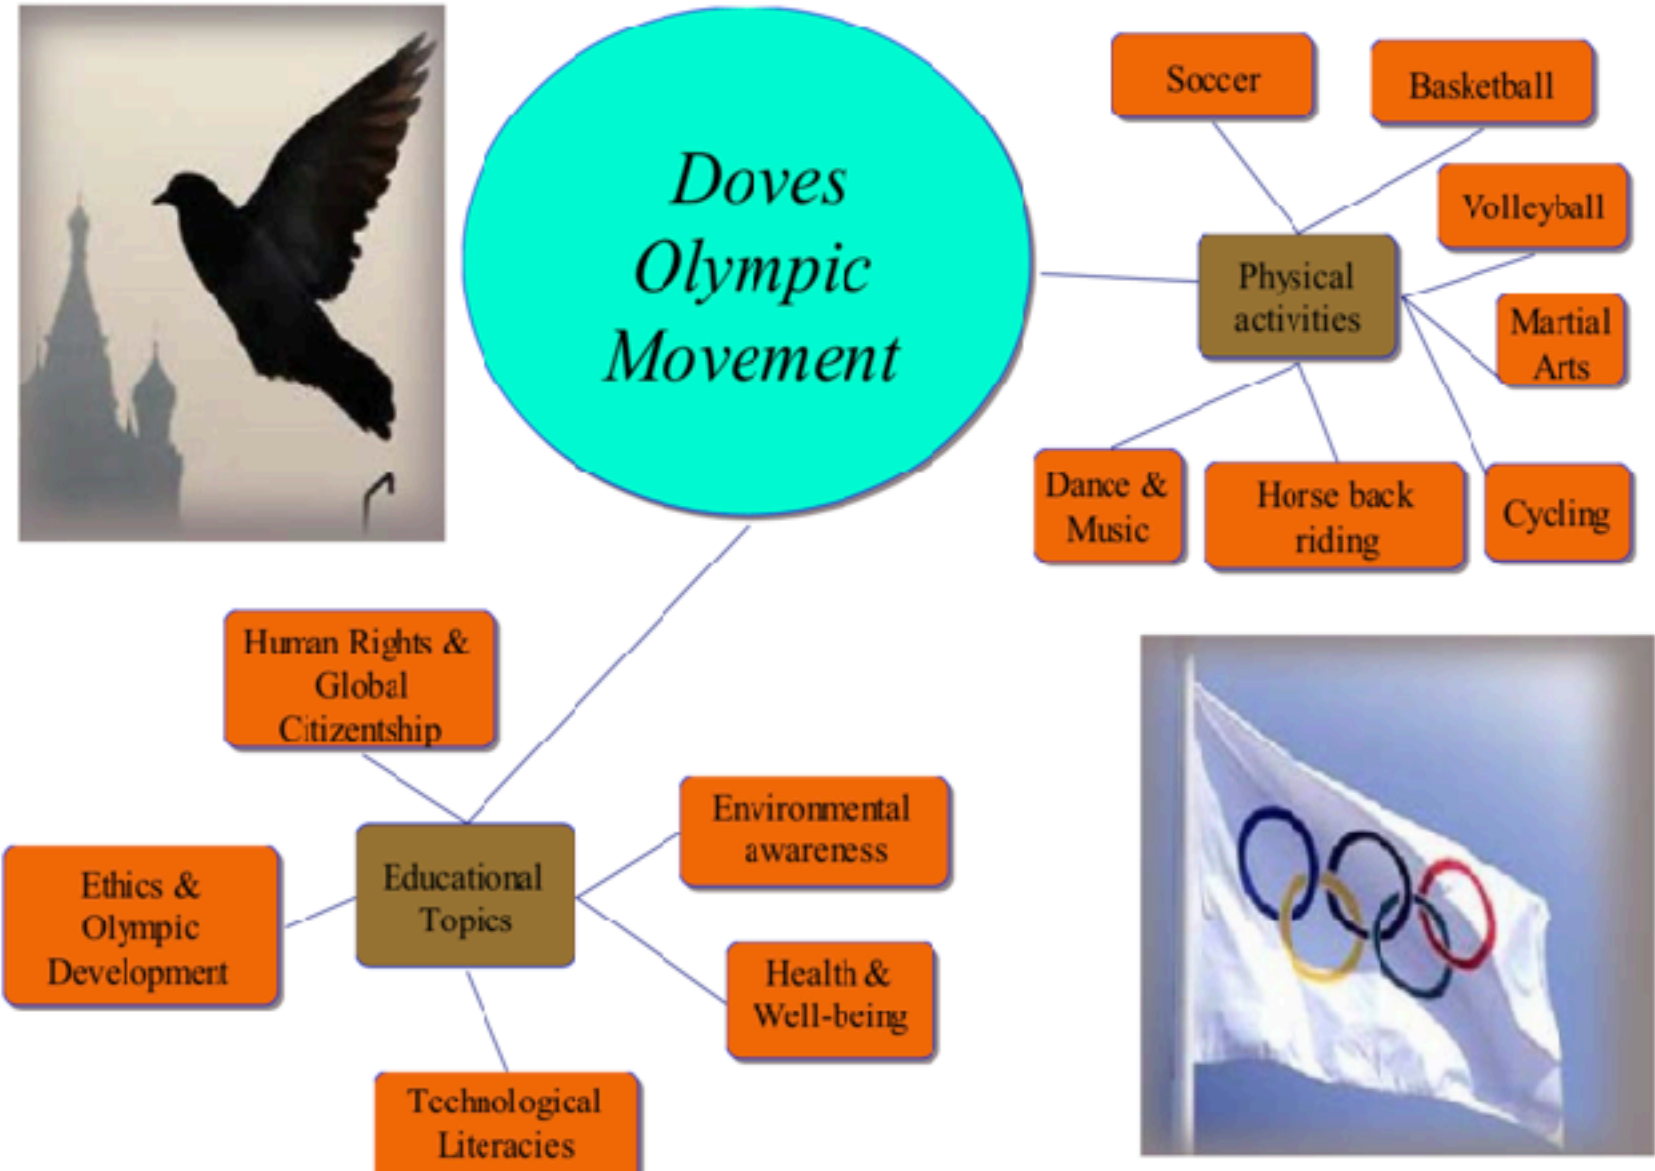 Doves
Olympic
Movement
Soccer
Basketball
Volleyball
Physical
activities
Martial
Arts
Dance &
Music
Horse back
riding
Cycling
Human Rights &
Global
Citizentship
Environmental
awareness
Educational
Topics
Ethics &
Olympic
Development
Health &
Well-being
Technological
Literacies